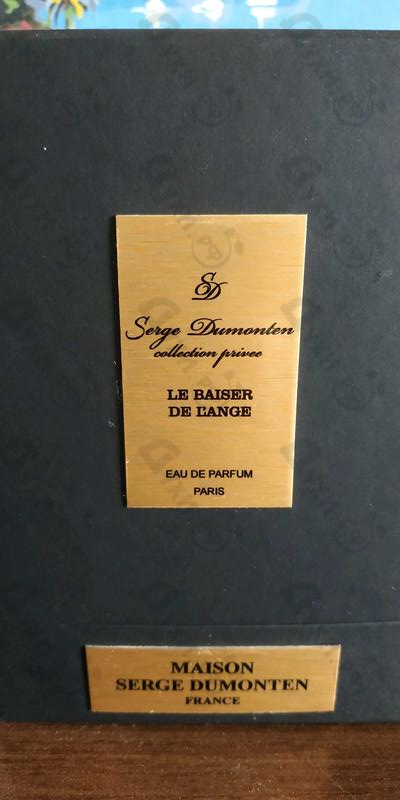 SD
Serge Dumonten
collection privee
LE BAISER
DE L'ANGE
EAU DE PARFUM
PARIS
MAISON
SERGE DUMONTEN
FRANCE